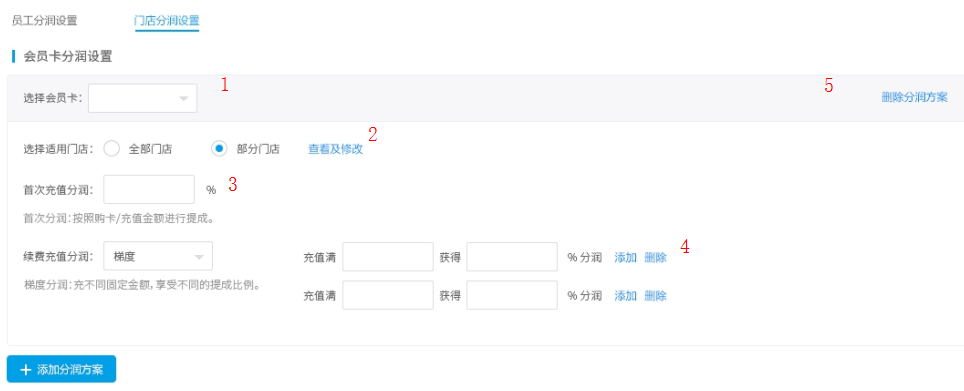 员工分润设置 门店分润设置
会员卡分润设置
选择会员卡: 1 5 删除分润方案
选择适用门店: 全部门店 部分门店 查看及修改 2
首次充值分润: % 3
首次分润:按照购卡/充值金额进行提成。
续费充值分润: 梯度 充值满 获得 % 分润 添加 删除 4
梯度分润:充不同固定金额,享受不同的提成比例。
充值满 获得 % 分润 添加 删除
+ 添加分润方案